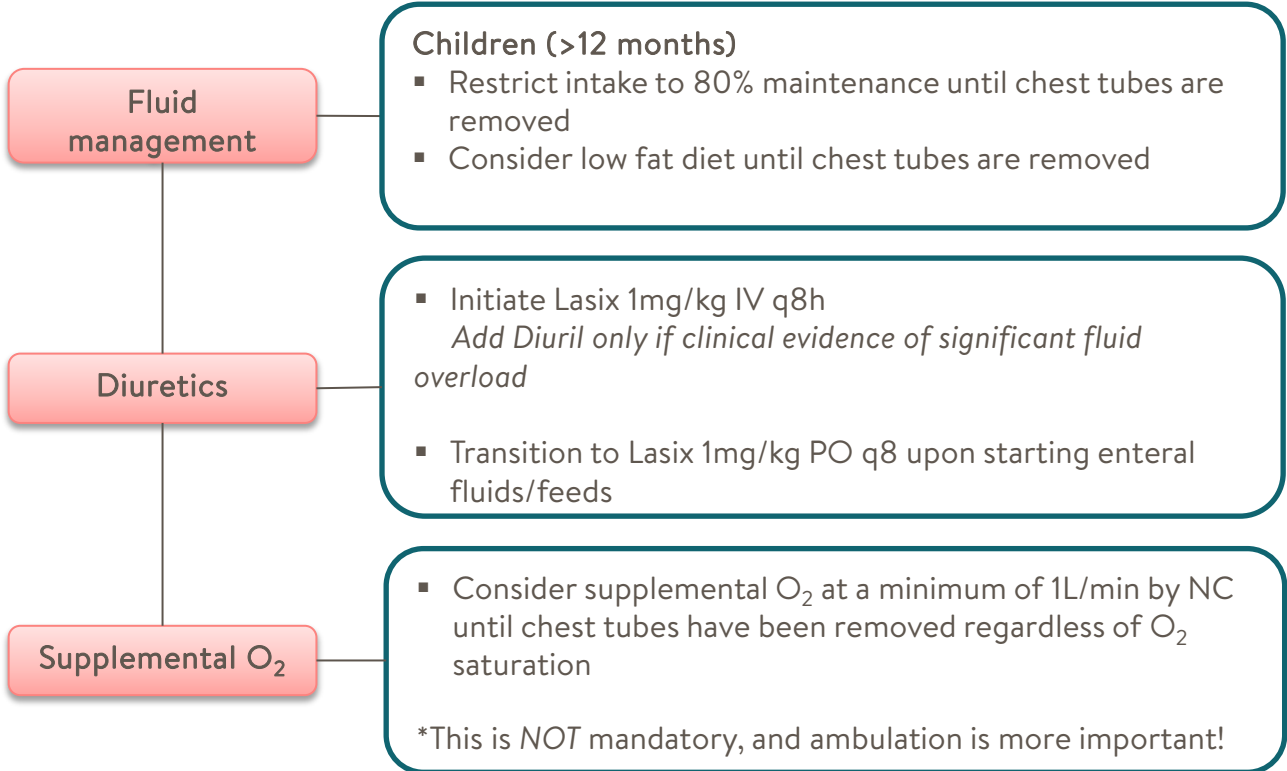 Fluid
management
Children (>12 months)
▪ Restrict intake to 80% maintenance until chest tubes are
removed
▪ Consider low fat diet until chest tubes are removed
Diuretics
▪ Initiate Lasix 1mg/kg IV q8h
Add Diuril only if clinical evidence of significant fluid
overload
▪ Transition to Lasix 1mg/kg PO q8 upon starting enteral
fluids/feeds
Supplemental O₂
▪ Consider supplemental O₂ at a minimum of 1L/min by NC
until chest tubes have been removed regardless of O₂
saturation
*This is NOT mandatory, and ambulation is more important!